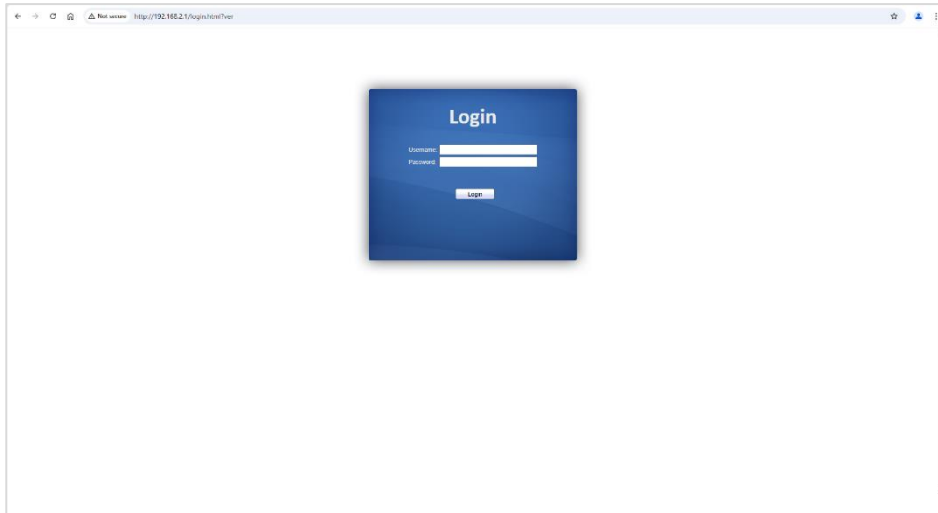 Not secure http://192.168.2.1/login.html?ver
Login
Username:
Password:
Login